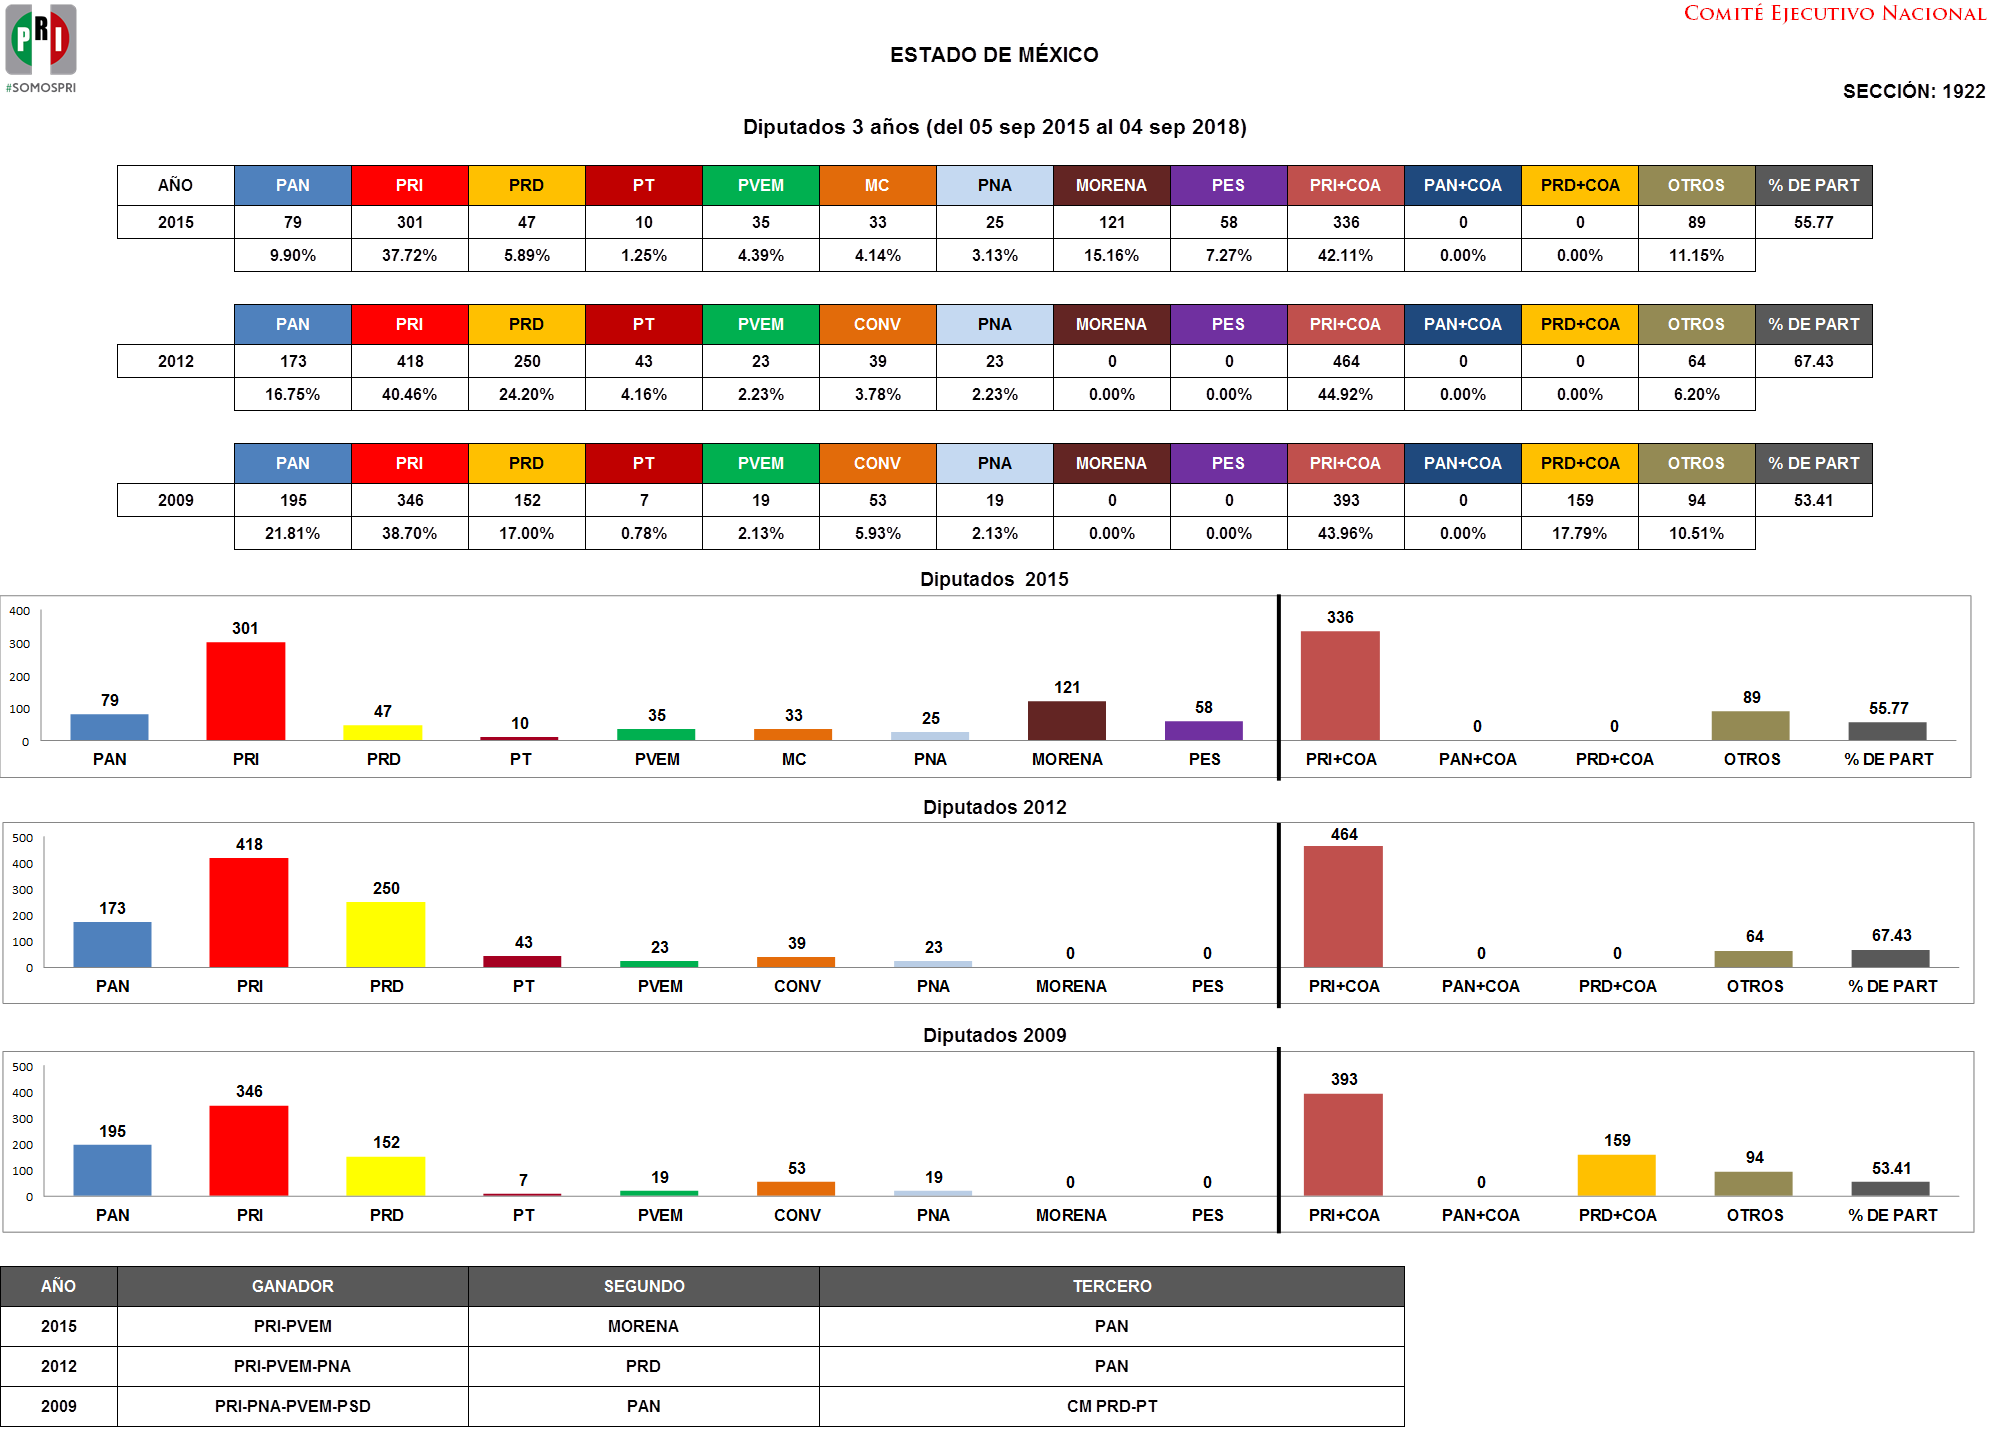 PRI
#SOMOSPRI
COMITÉ EJECUTIVO NACIONAL
ESTADO DE MÉXICO
SECCIÓN: 1922
Diputados 3 años (del 05 sep 2015 al 04 sep 2018)
AÑO PAN PRI PRD PT PVEM MC PNA MORENA PES PRI+COA PAN+COA PRD+COA OTROS % DE PART
2015 79 301 47 10 35 33 25 121 58 336 0 0 89 55.77
9.90% 37.72% 5.89% 1.25% 4.39% 4.14% 3.13% 15.16% 7.27% 42.11% 0.00% 0.00% 11.15%
PAN PRI PRD PT PVEM CONV PNA MORENA PES PRI+COA PAN+COA PRD+COA OTROS % DE PART
2012 173 418 250 43 23 39 23 0 0 464 0 0 64 67.43
16.75% 40.46% 24.20% 4.16% 2.23% 3.78% 2.23% 0.00% 0.00% 44.92% 0.00% 0.00% 6.20%
PAN PRI PRD PT PVEM CONV PNA MORENA PES PRI+COA PAN+COA PRD+COA OTROS % DE PART
2009 195 346 152 7 19 53 19 0 0 393 0 159 94 53.41
21.81% 38.70% 17.00% 0.78% 2.13% 5.93% 2.13% 0.00% 0.00% 43.96% 0.00% 17.79% 10.51%
Diputados 2015
400
300
200
100
0
79 301 47 10 35 33 25 121 58 336 0 0 89 55.77
PAN PRI PRD PT PVEM MC PNA MORENA PES PRI+COA PAN+COA PRD+COA OTROS % DE PART
Diputados 2012
500
400
300
200
100
0
173 418 250 43 23 39 23 0 0 464 0 0 64 67.43
PAN PRI PRD PT PVEM CONV PNA MORENA PES PRI+COA PAN+COA PRD+COA OTROS % DE PART
Diputados 2009
500
400
300
200
100
0
195 346 152 7 19 53 19 0 0 393 0 159 94 53.41
PAN PRI PRD PT PVEM CONV PNA MORENA PES PRI+COA PAN+COA PRD+COA OTROS % DE PART
AÑO GANADOR SEGUNDO TERCERO
2015 PRI-PVEM MORENA PAN
2012 PRI-PVEM-PNA PRD PAN
2009 PRI-PNA-PVEM-PSD PAN CM PRD-PT